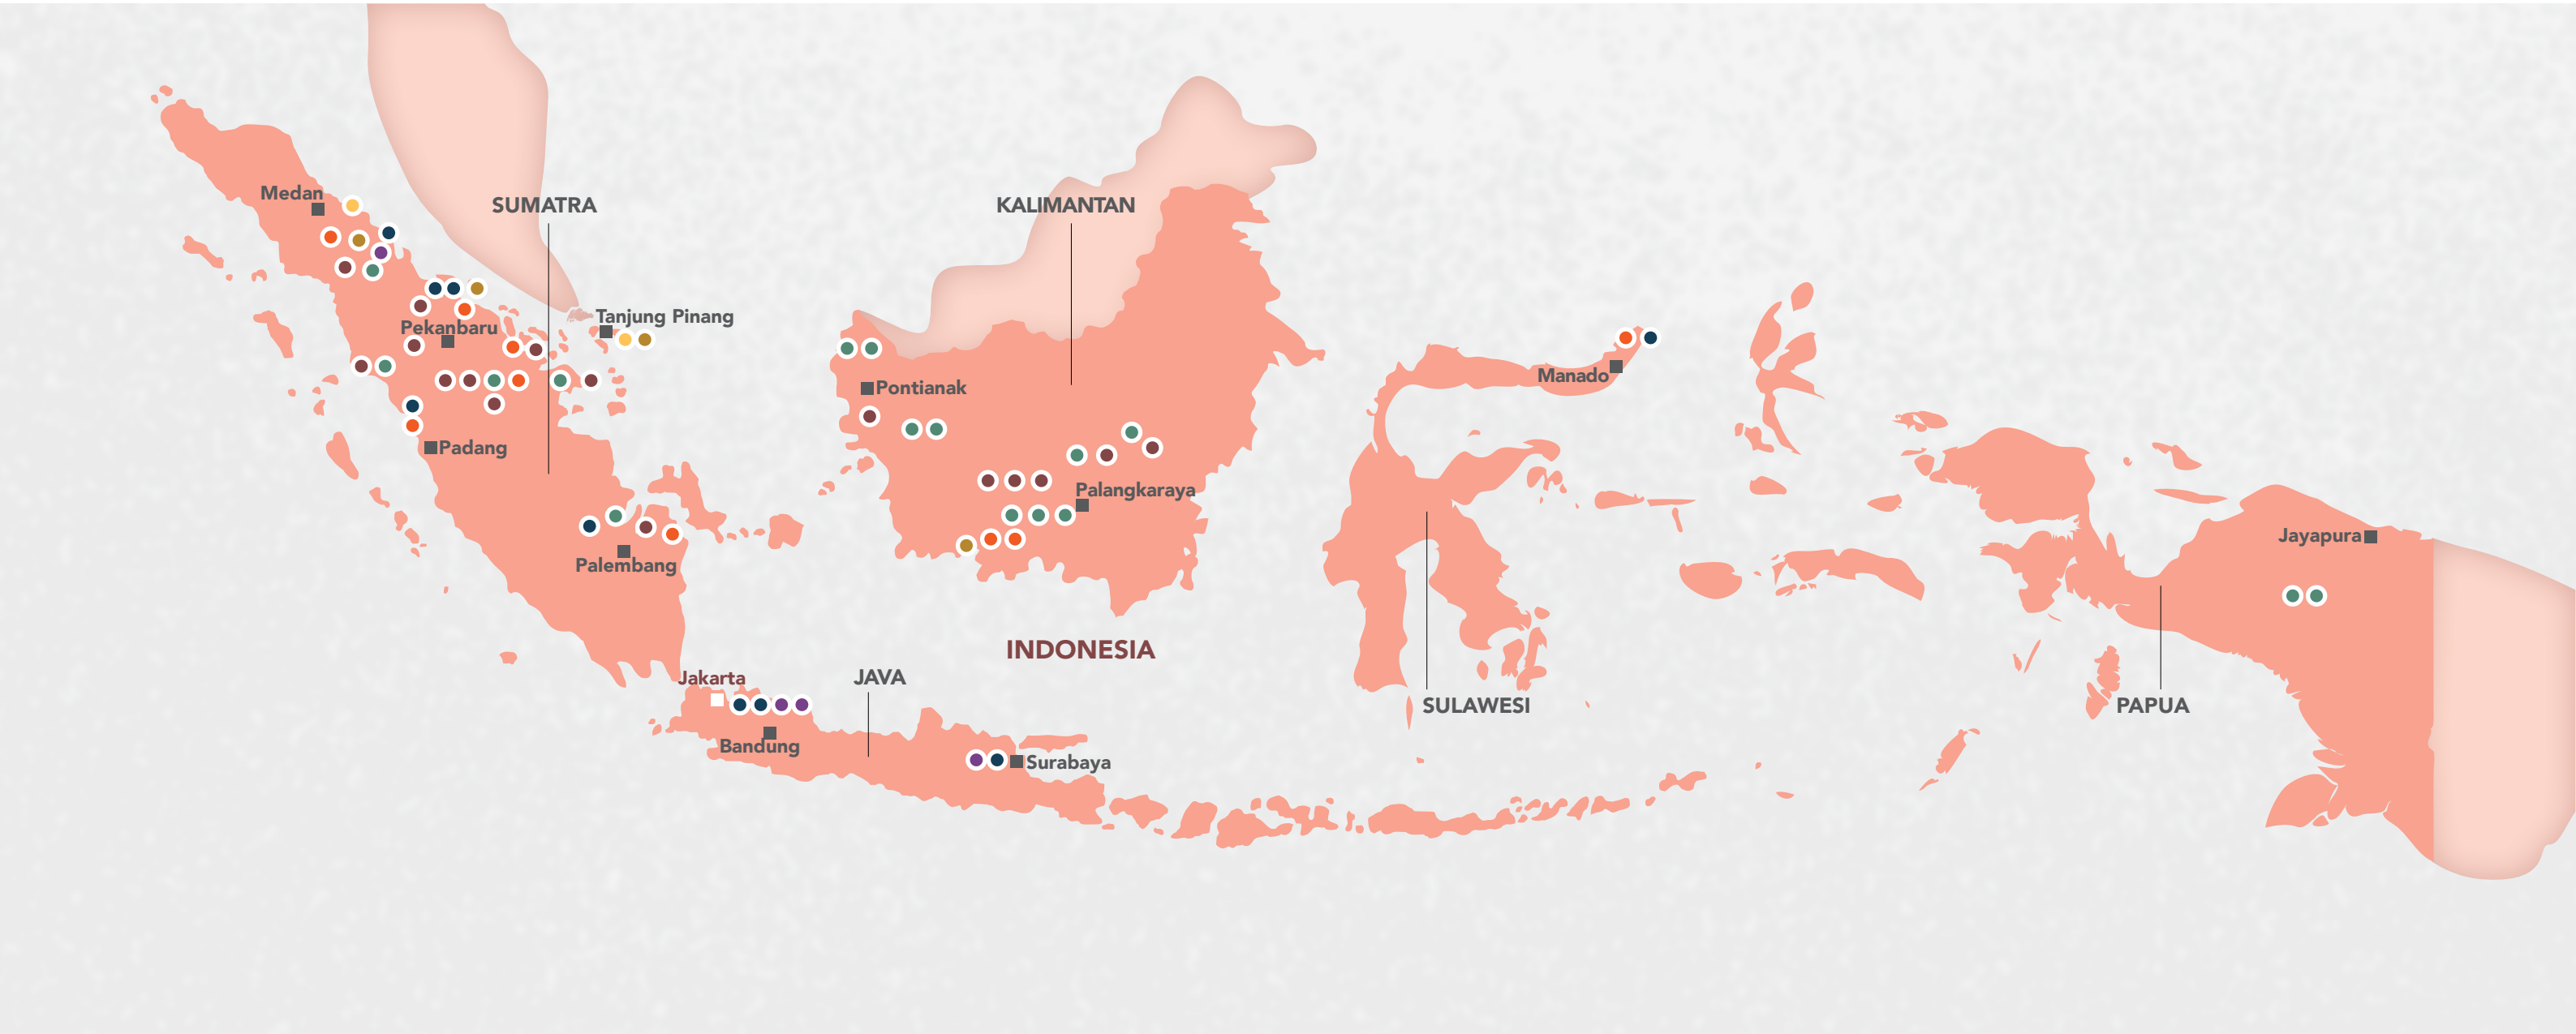 Medan
SUMATRA
KALIMANTAN
Tanjung Pinang
Pekanbaru
Manado
Pontianak
Padang
Palangkaraya
Jayapura
Palembang
INDONESIA
Jakarta
JAVA
SULAWESI
PAPUA
Bandung
Surabaya